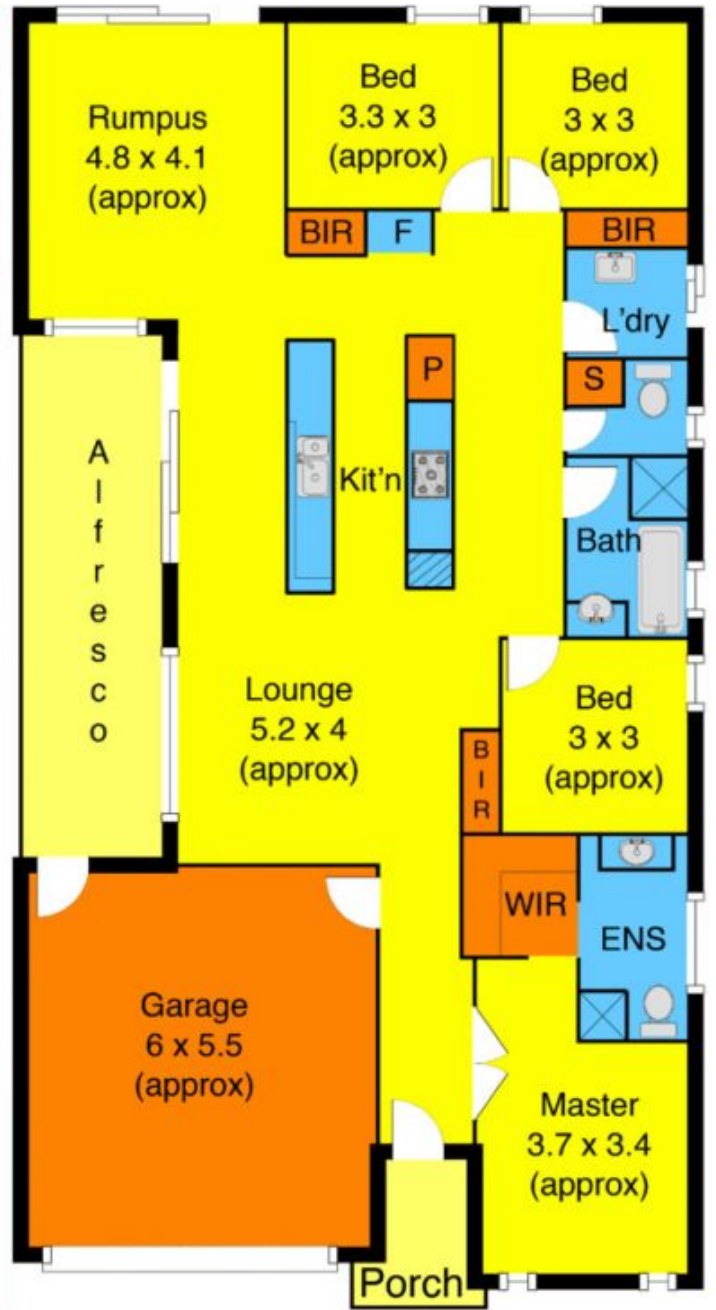 Rumpus
4.8 x 4.1
(approx)
Bed
3.3 x 3
(approx)
Bed
3 x 3
(approx)
BIR
F
BIR
L'dry
P
S
Kit'n
Alfresco
Bath
Lounge
5.2 x 4
(approx)
Bed
3 x 3
(approx)
BIR
WIR
ENS
Garage
6 x 5.5
(approx)
Master
3.7 x 3.4
(approx)
Porch